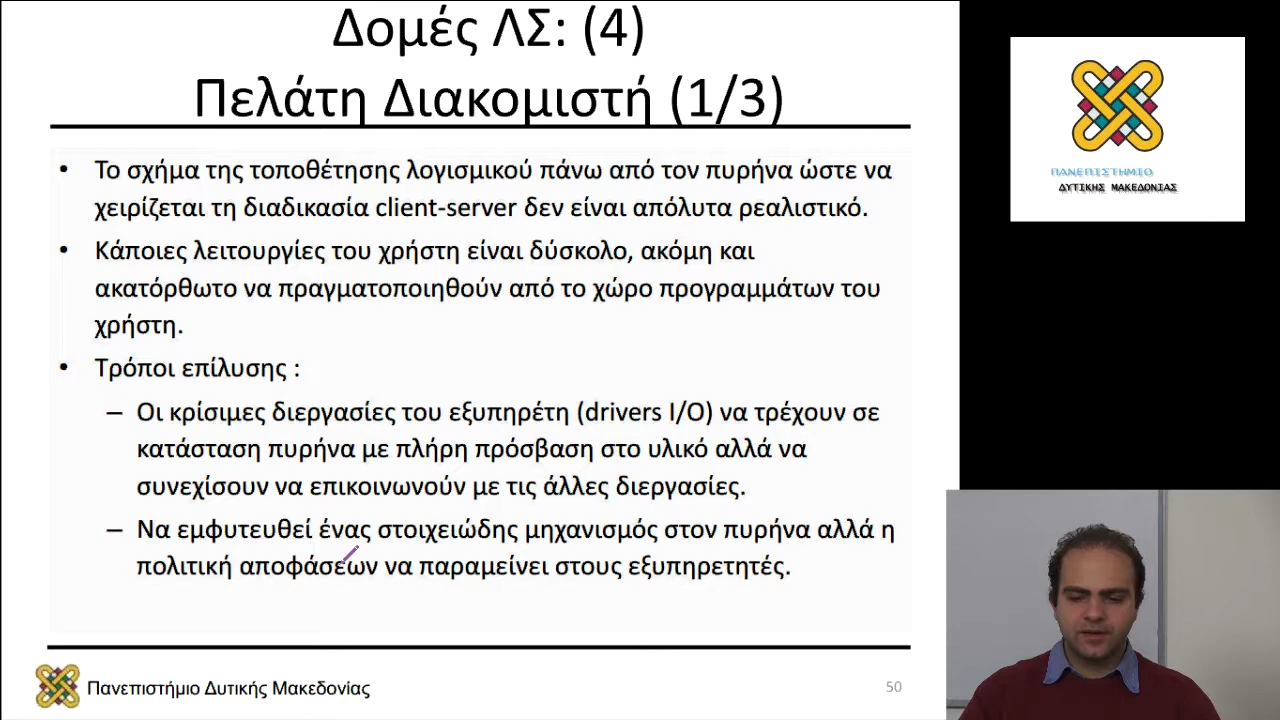 Δομές ΛΣ: (4)
Πελάτη Διακομιστή (1/3)
• Το σχήμα της τοποθέτησης λογισμικού πάνω από τον πυρήνα ώστε να
χειρίζεται τη διαδικασία client-server δεν είναι απόλυτα ρεαλιστικό.
• Κάποιες λειτουργίες του χρήστη είναι δύσκολο, ακόμη και
ακατόρθωτο να πραγματοποιηθούν από το χώρο προγραμμάτων του
χρήστη.
• Τρόποι επίλυσης :
– Οι κρίσιμες διεργασίες του εξυπηρέτη (drivers I/O) να τρέχουν σε
κατάσταση πυρήνα με πλήρη πρόσβαση στο υλικό αλλά να
συνεχίσουν να επικοινωνούν με τις άλλες διεργασίες.
– Να εμφυτευθεί ένας στοιχειώδης μηχανισμός στον πυρήνα αλλά η
πολιτική αποφάσεων να παραμείνει στους εξυπηρετητές.
Πανεπιστήμιο Δυτικής Μακεδονίας
50
ΠΑΝΕΠΙΣΤΗΜΙΟ
ΔΥΤΙΚΗΣ ΜΑΚΕΔΟΝΙΑΣ